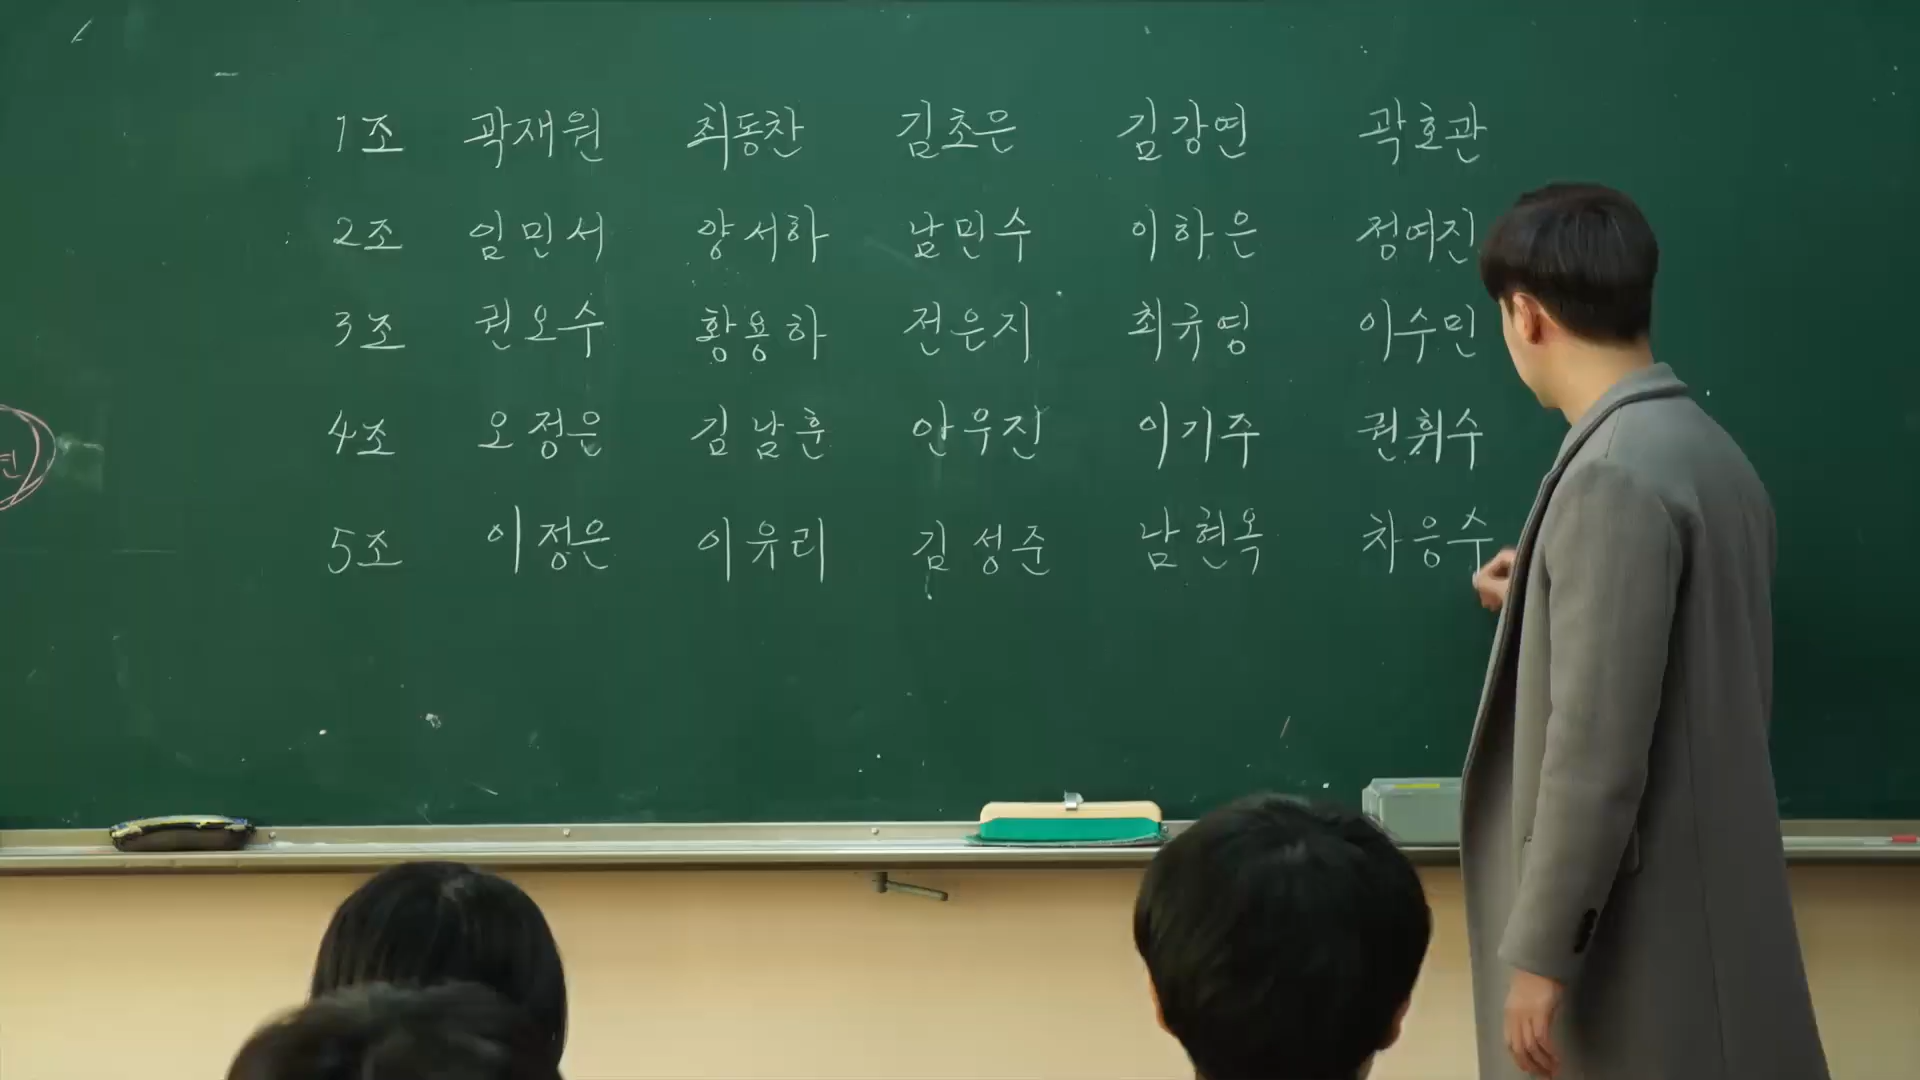 1조 곽재원 최동찬 김초은 김강연 곽호관
2조 임민서 양서하 남민수 이하은 정여진
3조 권오수 황용하 전은지 최규영 이수민
4조 오정은 김남훈 안우진 이기주 권휘수
5조 이정은 이유리 김성준 남현옥 차응수